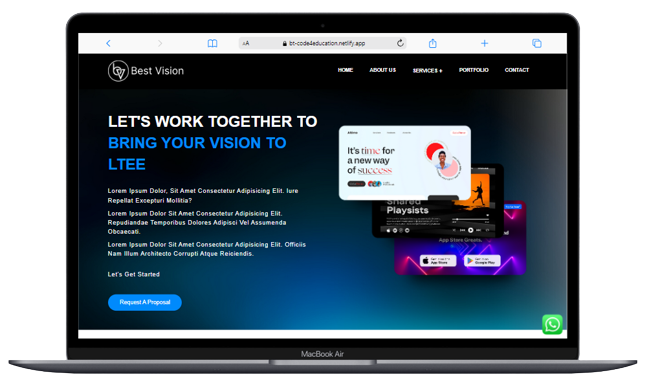 AA
bt-code4education.netlify.app
Best Vision
HOME
ABOUT US
SERVICES +
PORTFOLIO
CONTACT
LET'S WORK TOGETHER TO
BRING YOUR VISION TO
LTEE
Lorem Ipsum Dolor, Sit Amet Consectetur Adipisicing Elit. Iure
Repellat Excepturi Mollitia?
Lorem Ipsum Dolor Sit Amet Consectetur Adipisicing Elit.
Repudiandae Temporibus Dolores Adipisci Vel Assumenda
Obcaecati.
Lorem Ipsum Dolor Sit Amet Consectetur Adipisicing Elit. Officiis
Nam Illum Architecto Corrupti Atque Reiciendis.
Let's Get Started
Request A Proposal
It's time for
a new way
of success
Shared
Playsists
App Store Greats.
App Store
Google Play
MacBook Air